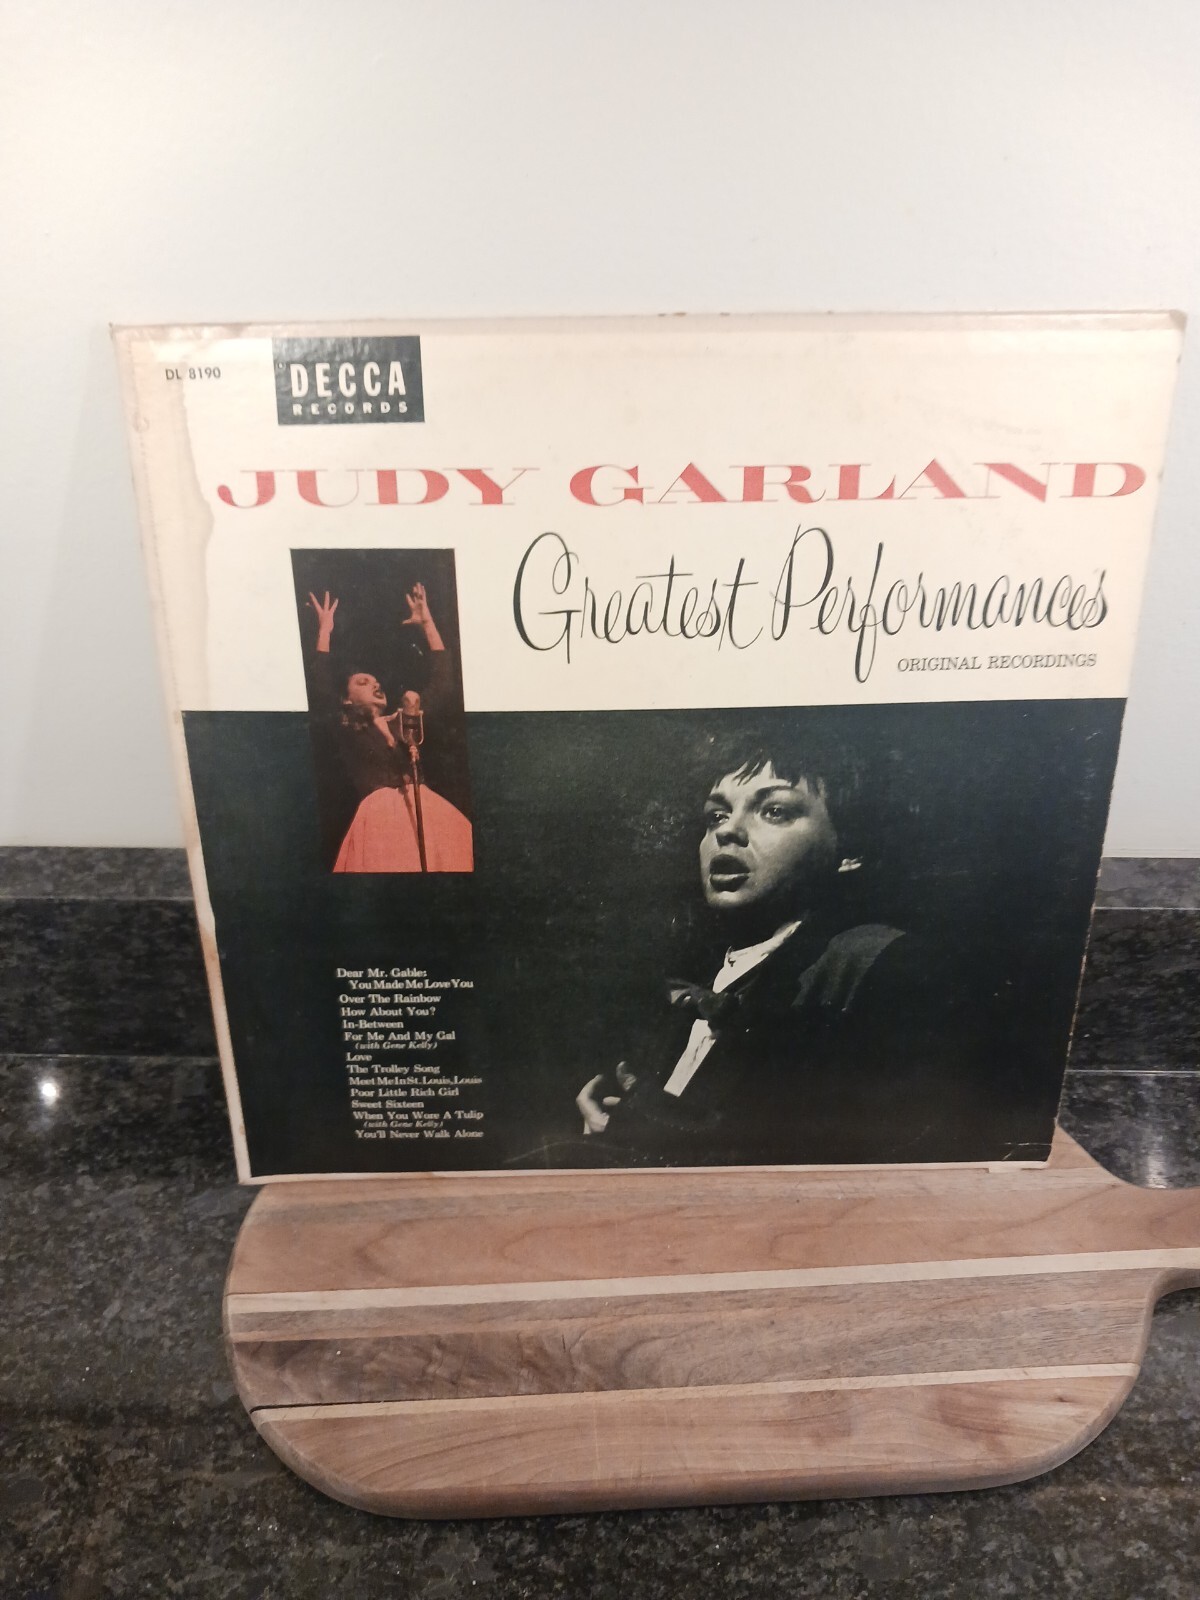 DL 8190
DECCA
RECORDS
JUDY GARLAND
Greatest Performances
ORIGINAL RECORDINGS
Dear Mr. Gable:
You Made Me Love You
Over The Rainbow
How About You?
In-Between
For Me And My Gal
(with Gene Kelly)
Love
The Trolley Song
Meet Me In St. Louis, Louis
Poor Little Rich Girl
Sweet Sixteen
When You Wore A Tulip
(with Gene Kelly)
You'll Never Walk Alone